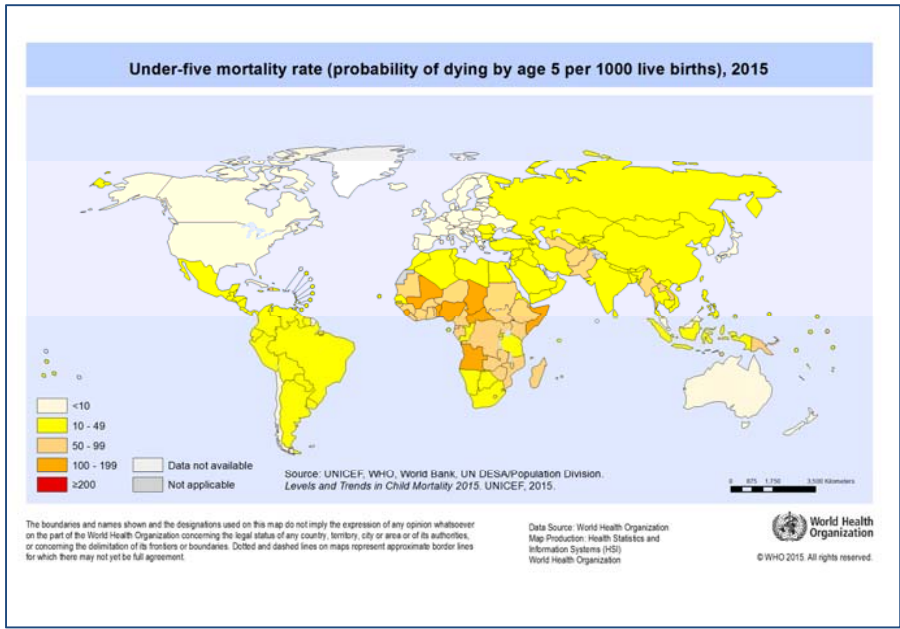 Under-five mortality rate (probability of dying by age 5 per 1000 live births), 2015
<10
10 - 49
50 - 99
100 - 199
≥200
Data not available
Not applicable
Source: UNICEF, WHO, World Bank, UN DESA/Population Division.
Levels and Trends in Child Mortality 2015. UNICEF, 2015.
0 875 1,750 3,500 Kilometers
The boundaries and names shown and the designations used on this map do not imply the expression of any opinion whatsoever
on the part of the World Health Organization concerning the legal status of any country, territory, city or area or of its authorities,
or concerning the delimitation of its frontiers or boundaries. Dotted and dashed lines on maps represent approximate border lines
for which there may not yet be full agreement.
Data Source: World Health Organization
Map Production: Health Statistics and
Information Systems (HSI)
World Health Organization
World Health
Organization
© WHO 2015. All rights reserved.